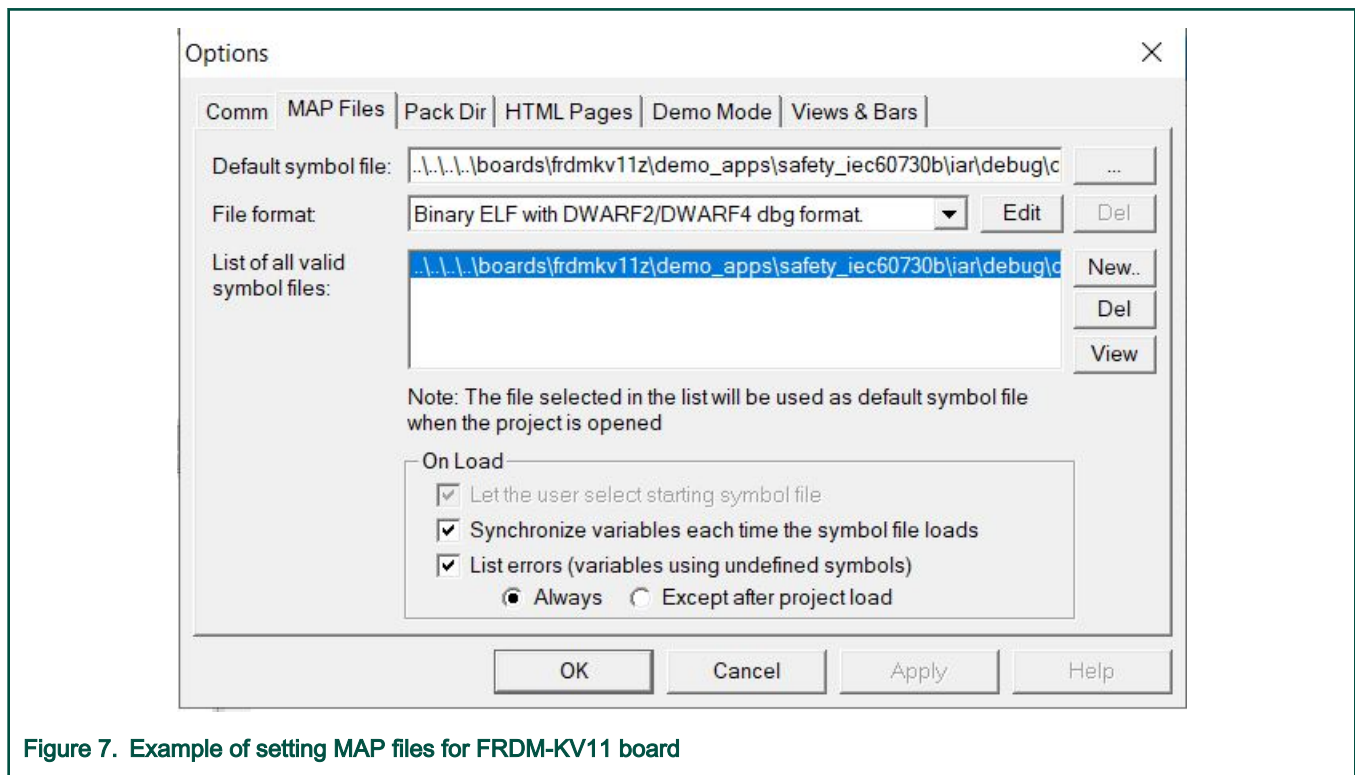 Options
Comm MAP Files Pack Dir HTML Pages Demo Mode Views & Bars
Default symbol file: ..\..\..\..\boards\frdmkv11z\demo_apps\safety_iec60730b\iar\debug\c ...
File format: Binary ELF with DWARF2/DWARF4 dbg format. Edit Del
List of all valid
symbol files:
..\..\..\..\boards\frdmkv11z\demo_apps\safety_iec60730b\iar\debug\c
New..
Del
View
Note: The file selected in the list will be used as default symbol file
when the project is opened
On Load
Let the user select starting symbol file
Synchronize variables each time the symbol file loads
List errors (variables using undefined symbols)
Always Except after project load
OK Cancel Apply Help
Figure 7. Example of setting MAP files for FRDM-KV11 board